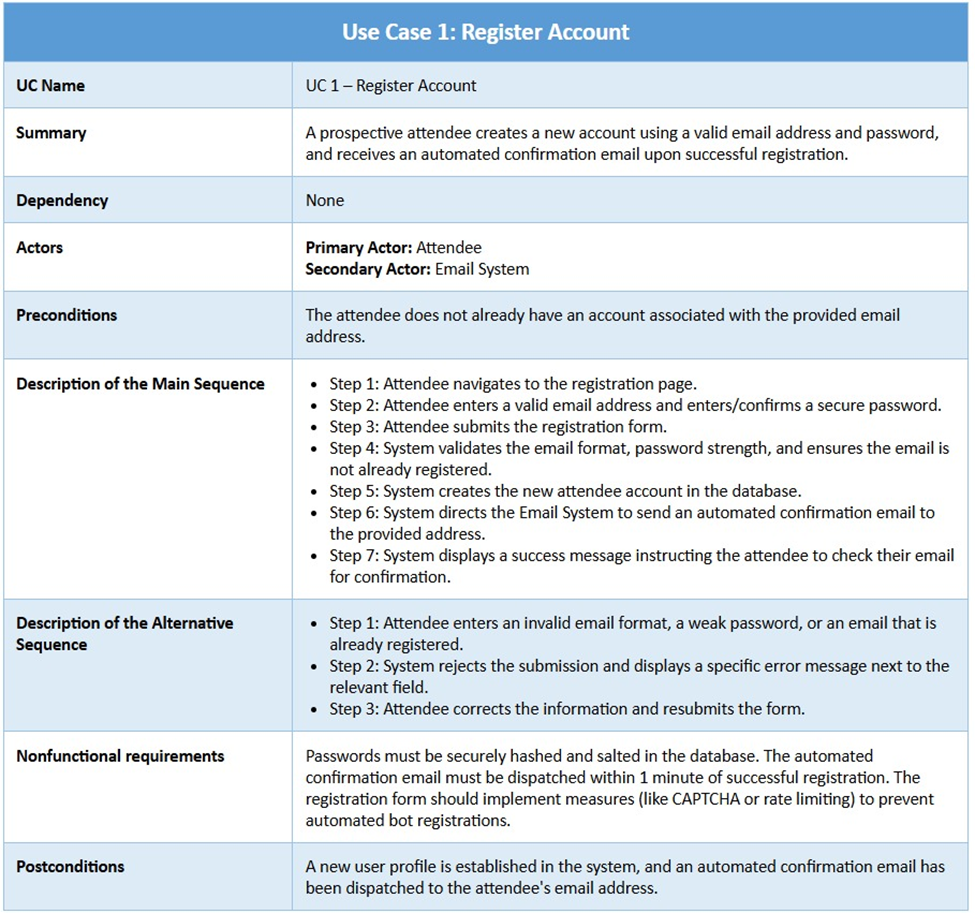 Use Case 1: Register Account
UC Name
UC 1 – Register Account
Summary
A prospective attendee creates a new account using a valid email address and password,
and receives an automated confirmation email upon successful registration.
Dependency
None
Actors
Primary Actor: Attendee
Secondary Actor: Email System
Preconditions
The attendee does not already have an account associated with the provided email
address.
Description of the Main Sequence
• Step 1: Attendee navigates to the registration page.
• Step 2: Attendee enters a valid email address and enters/confirms a secure password.
• Step 3: Attendee submits the registration form.
• Step 4: System validates the email format, password strength, and ensures the email is
not already registered.
• Step 5: System creates the new attendee account in the database.
• Step 6: System directs the Email System to send an automated confirmation email to
the provided address.
• Step 7: System displays a success message instructing the attendee to check their email
for confirmation.
Description of the Alternative
Sequence
• Step 1: Attendee enters an invalid email format, a weak password, or an email that is
already registered.
• Step 2: System rejects the submission and displays a specific error message next to the
relevant field.
• Step 3: Attendee corrects the information and resubmits the form.
Nonfunctional requirements
Passwords must be securely hashed and salted in the database. The automated
confirmation email must be dispatched within 1 minute of successful registration. The
registration form should implement measures (like CAPTCHA or rate limiting) to prevent
automated bot registrations.
Postconditions
A new user profile is established in the system, and an automated confirmation email has
been dispatched to the attendee's email address.